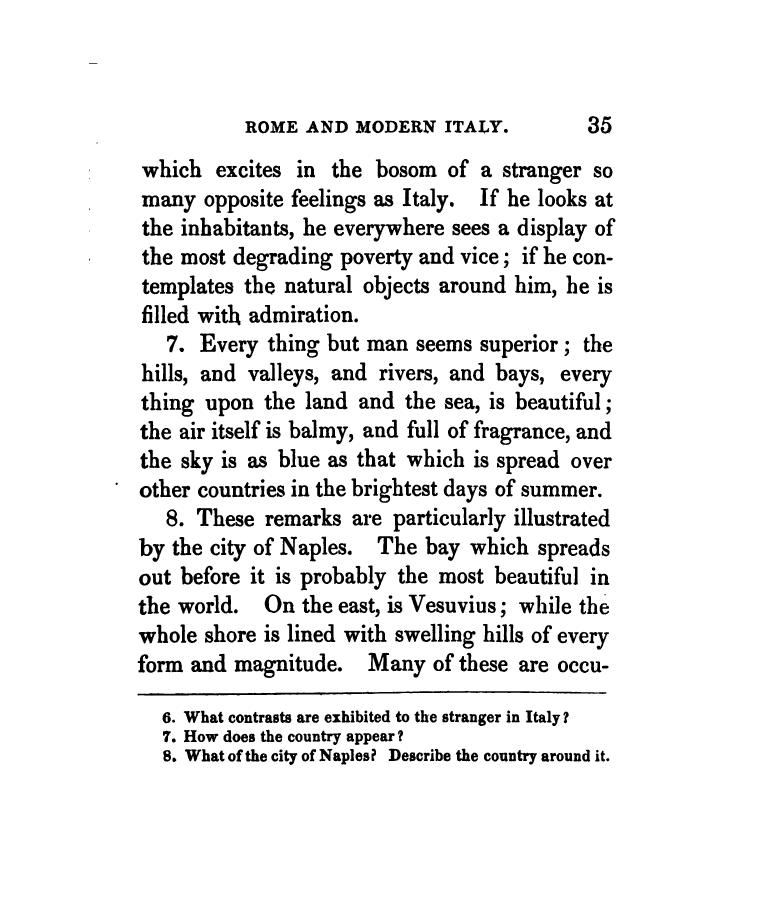 ROME AND MODERN ITALY. 35
which excites in the bosom of a stranger so
many opposite feelings as Italy. If he looks at
the inhabitants, he everywhere sees a display of
the most degrading poverty and vice; if he con-
templates the natural objects around him, he is
filled with admiration.
7. Every thing but man seems superior; the
hills, and valleys, and rivers, and bays, every
thing upon the land and the sea, is beautiful;
the air itself is balmy, and full of fragrance, and
the sky is as blue as that which is spread over
other countries in the brightest days of summer.
8. These remarks are particularly illustrated
by the city of Naples. The bay which spreads
out before it is probably the most beautiful in
the world. On the east, is Vesuvius; while the
whole shore is lined with swelling hills of every
form and magnitude. Many of these are occu-
6. What contrasts are exhibited to the stranger in Italy?
7. How does the country appear?
8. What of the city of Naples? Describe the country around it.